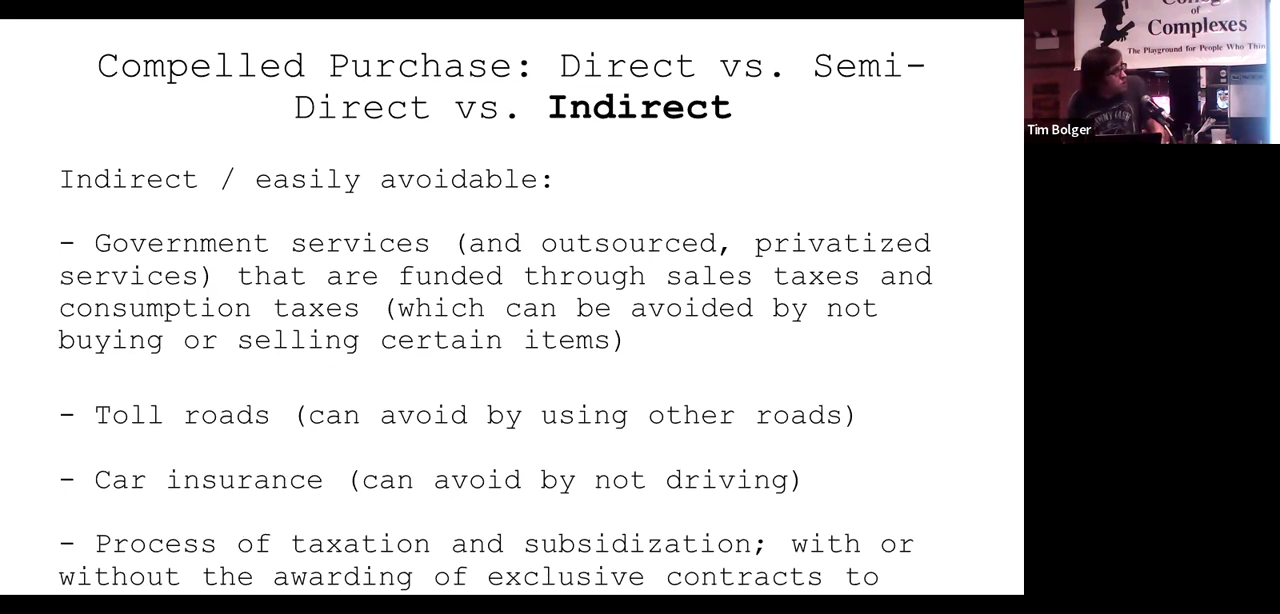 Compelled Purchase: Direct vs. Semi-
Direct vs. Indirect
Indirect / easily avoidable:
- Government services (and outsourced, privatized
services) that are funded through sales taxes and
consumption taxes (which can be avoided by not
buying or selling certain items)
- Toll roads (can avoid by using other roads)
- Car insurance (can avoid by not driving)
- Process of taxation and subsidization; with or
without the awarding of exclusive contracts to
of
Complexes
The Playground for People Who Thin
Tim Bolger